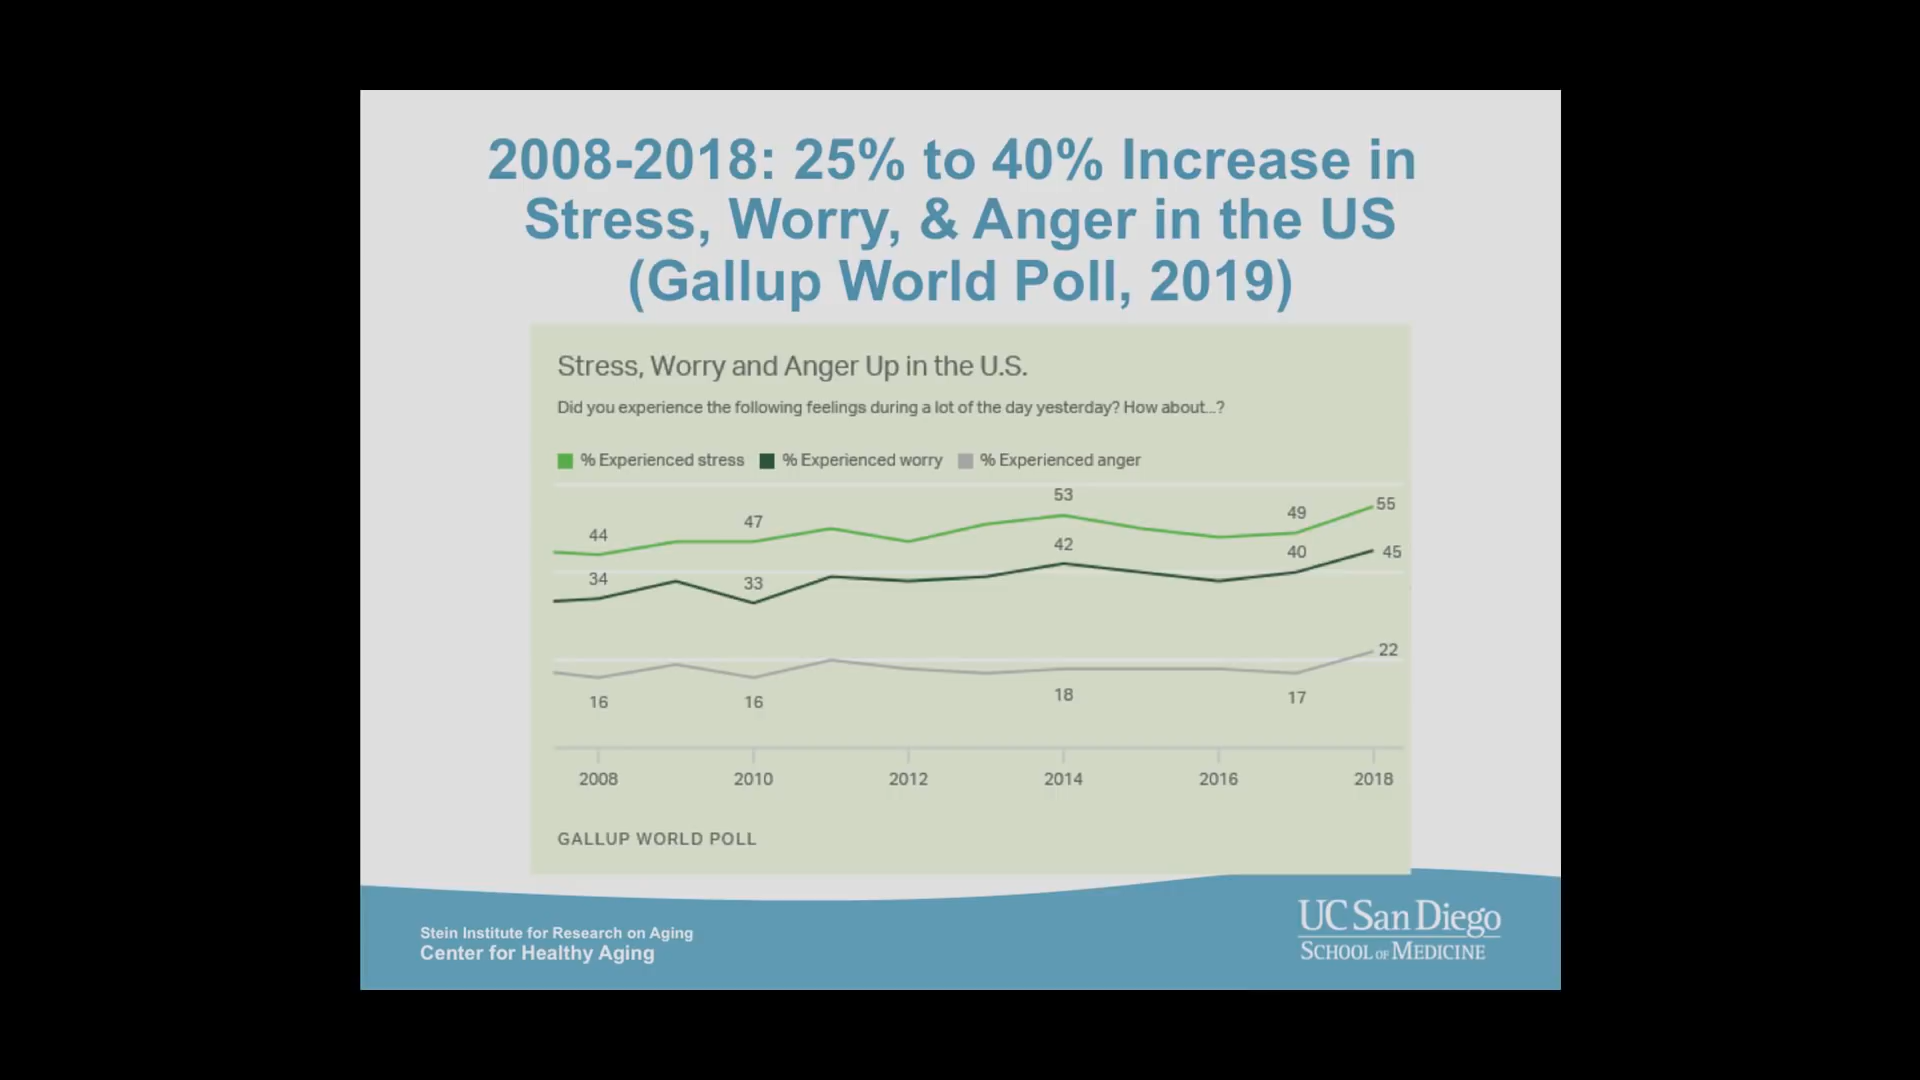 2008-2018: 25% to 40% Increase in
Stress, Worry, & Anger in the US
(Gallup World Poll, 2019)
Stress, Worry and Anger Up in the U.S.
Did you experience the following feelings during a lot of the day yesterday? How about...?
% Experienced stress % Experienced worry % Experienced anger
44 47 53 49 55
34 33 42 40 45
16 16 18 17 22
2008 2010 2012 2014 2016 2018
GALLUP WORLD POLL
Stein Institute for Research on Aging
Center for Healthy Aging
UC San Diego
SCHOOL OF MEDICINE